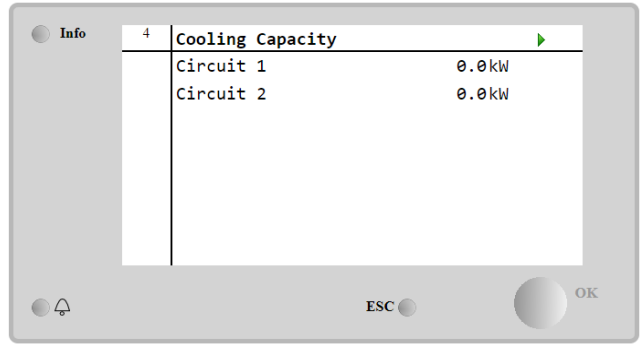 Info
4 Cooling Capacity
Circuit 1 0.0kW
Circuit 2 0.0kW
ESC
OK